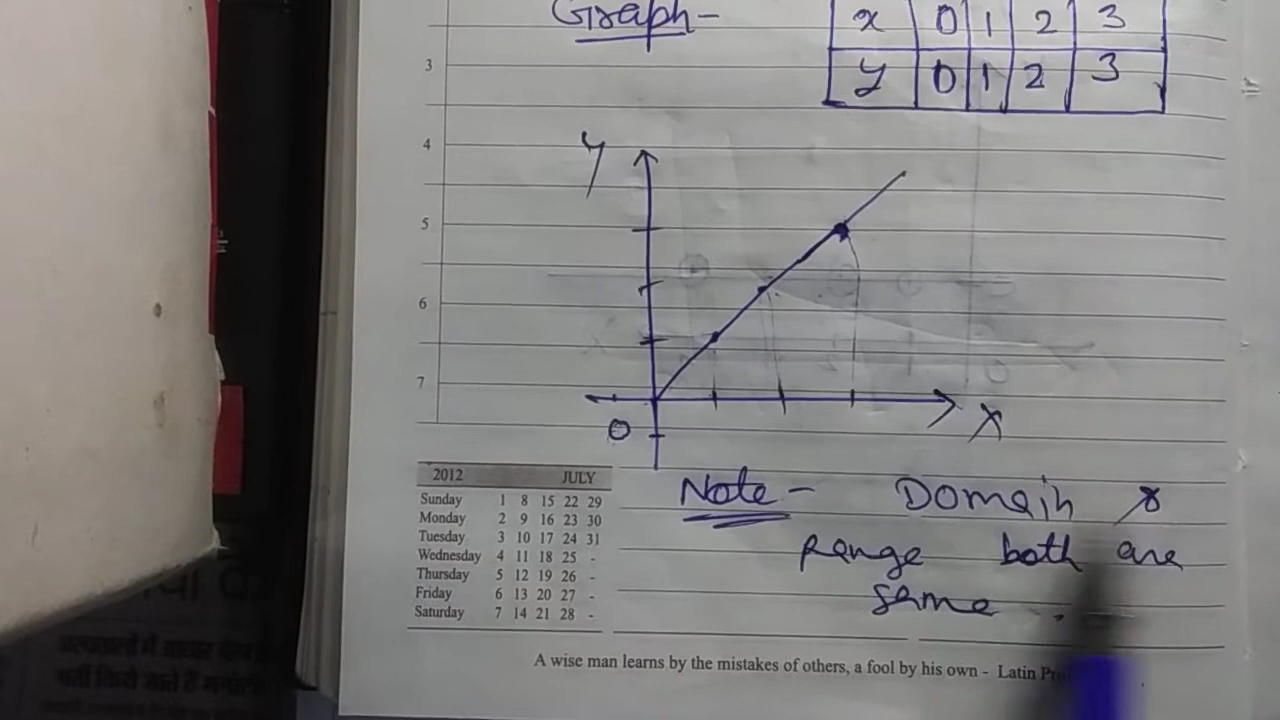 Graph-
x 0 1 2 3
y 0 1 2 3
3
4
5
6
7
Y
O
X
2012 JULY
Sunday 1 8 15 22 29
Monday 2 9 16 23 30
Tuesday 3 10 17 24 31
Wednesday 4 11 18 25 -
Thursday 5 12 19 26 -
Friday 6 13 20 27 -
Saturday 7 14 21 28 -
Note - Domain &
range both are
same .
A wise man learns by the mistakes of others, a fool by his own - Latin